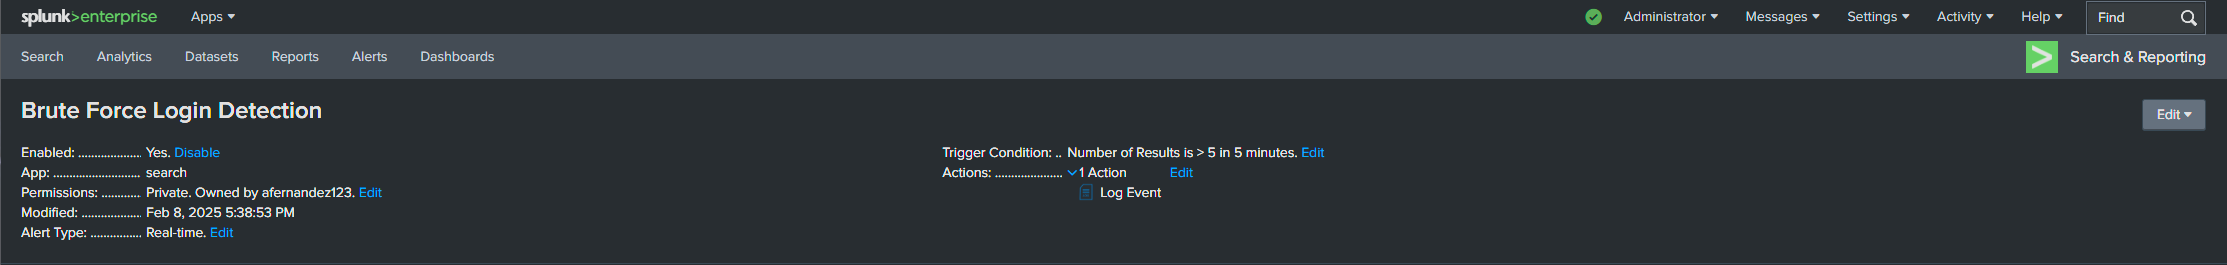 splunk>enterprise Apps Administrator Messages Settings Activity Help Find
Search Analytics Datasets Reports Alerts Dashboards > Search & Reporting
Brute Force Login Detection
Edit
Enabled: .................... Yes. Disable
App: ........................... search
Permissions: ............. Private. Owned by afernandez123. Edit
Modified: ................... Feb 8, 2025 5:38:53 PM
Alert Type: ................ Real-time. Edit
Trigger Condition: .. Number of Results is > 5 in 5 minutes. Edit
Actions: ..................... 1 Action Edit
Log Event